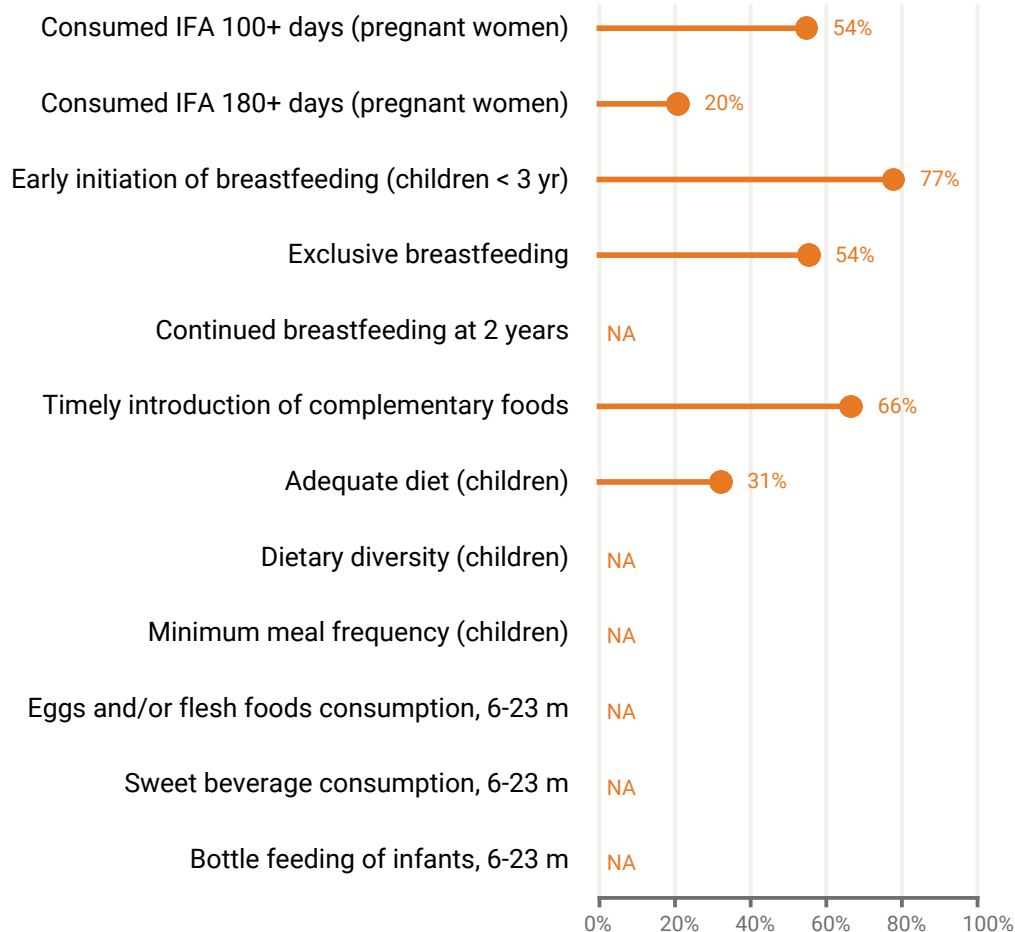 Consumed IFA 100+ days (pregnant women) 54%
Consumed IFA 180+ days (pregnant women) 20%
Early initiation of breastfeeding (children < 3 yr) 77%
Exclusive breastfeeding 54%
Continued breastfeeding at 2 years NA
Timely introduction of complementary foods 66%
Adequate diet (children) 31%
Dietary diversity (children) NA
Minimum meal frequency (children) NA
Eggs and/or flesh foods consumption, 6-23 m NA
Sweet beverage consumption, 6-23 m NA
Bottle feeding of infants, 6-23 m NA
0% 20% 40% 60% 80% 100%